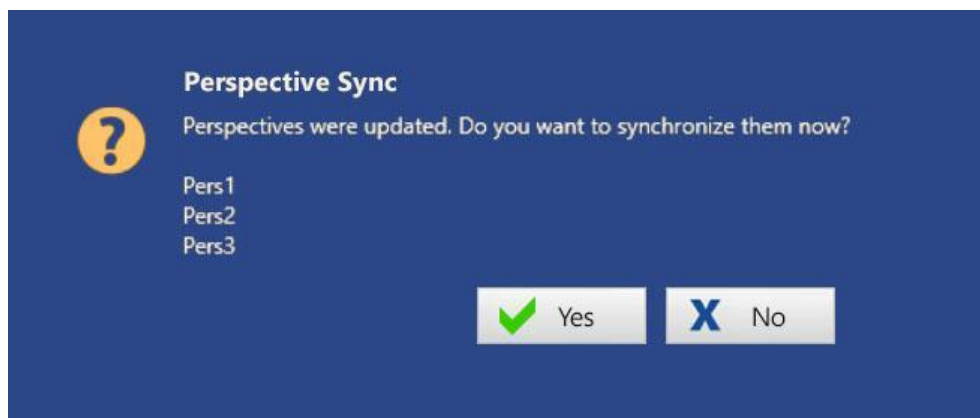 Perspective Sync
Perspectives were updated. Do you want to synchronize them now?
Pers1
Pers2
Pers3
Yes
No